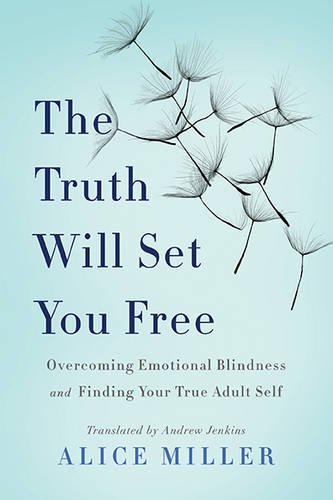 The
Truth
Will Set
You Free
Overcoming Emotional Blindness
and Finding Your True Adult Self
Translated by Andrew Jenkins
ALICE MILLER